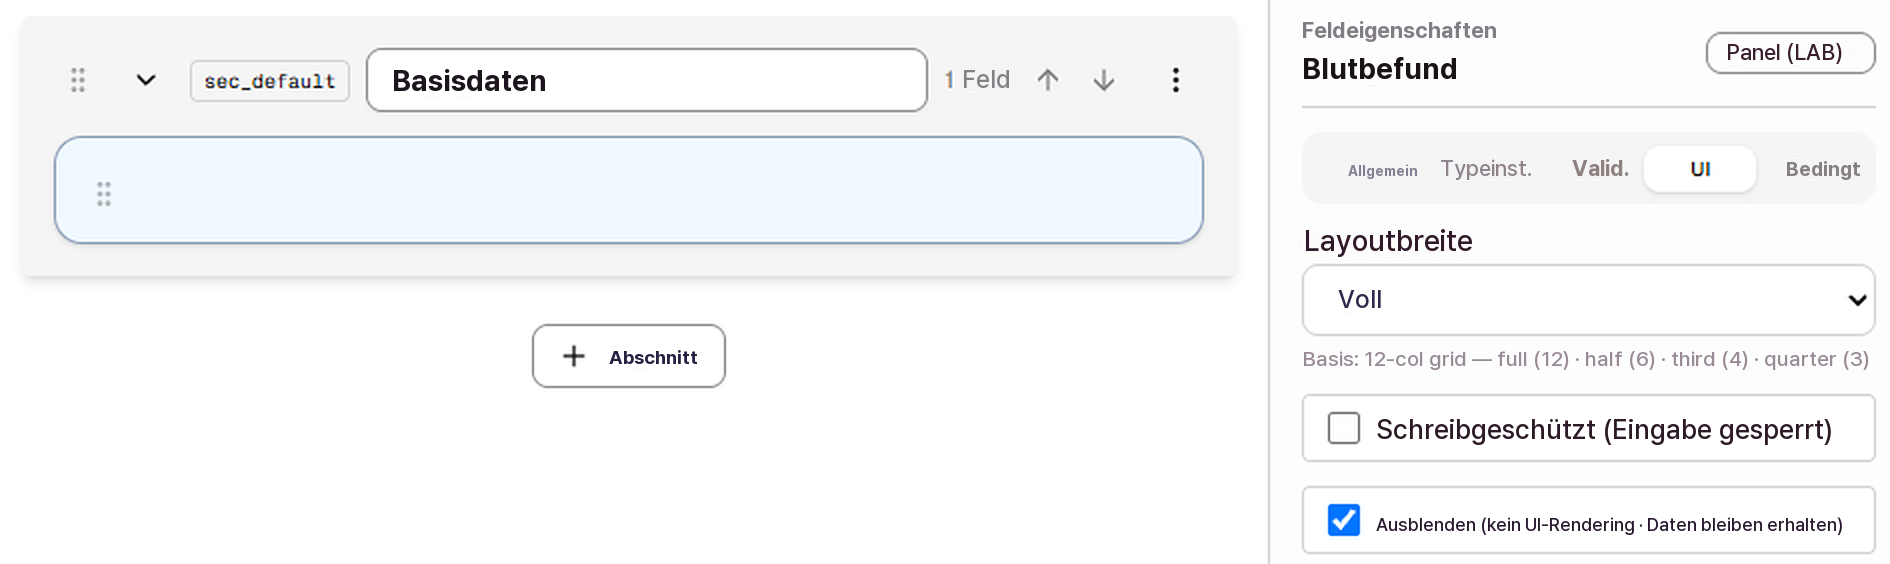 sec_default
Basisdaten
1 Feld
Feldeigenschaften
Blutbefund
Panel (LAB)
Allgemein Typeinst. Valid. UI Bedingt
Layoutbreite
Voll
Basis: 12-col grid — full (12) · half (6) · third (4) · quarter (3)
Schreibgeschützt (Eingabe gesperrt)
Ausblenden (kein UI-Rendering · Daten bleiben erhalten)
Abschnitt